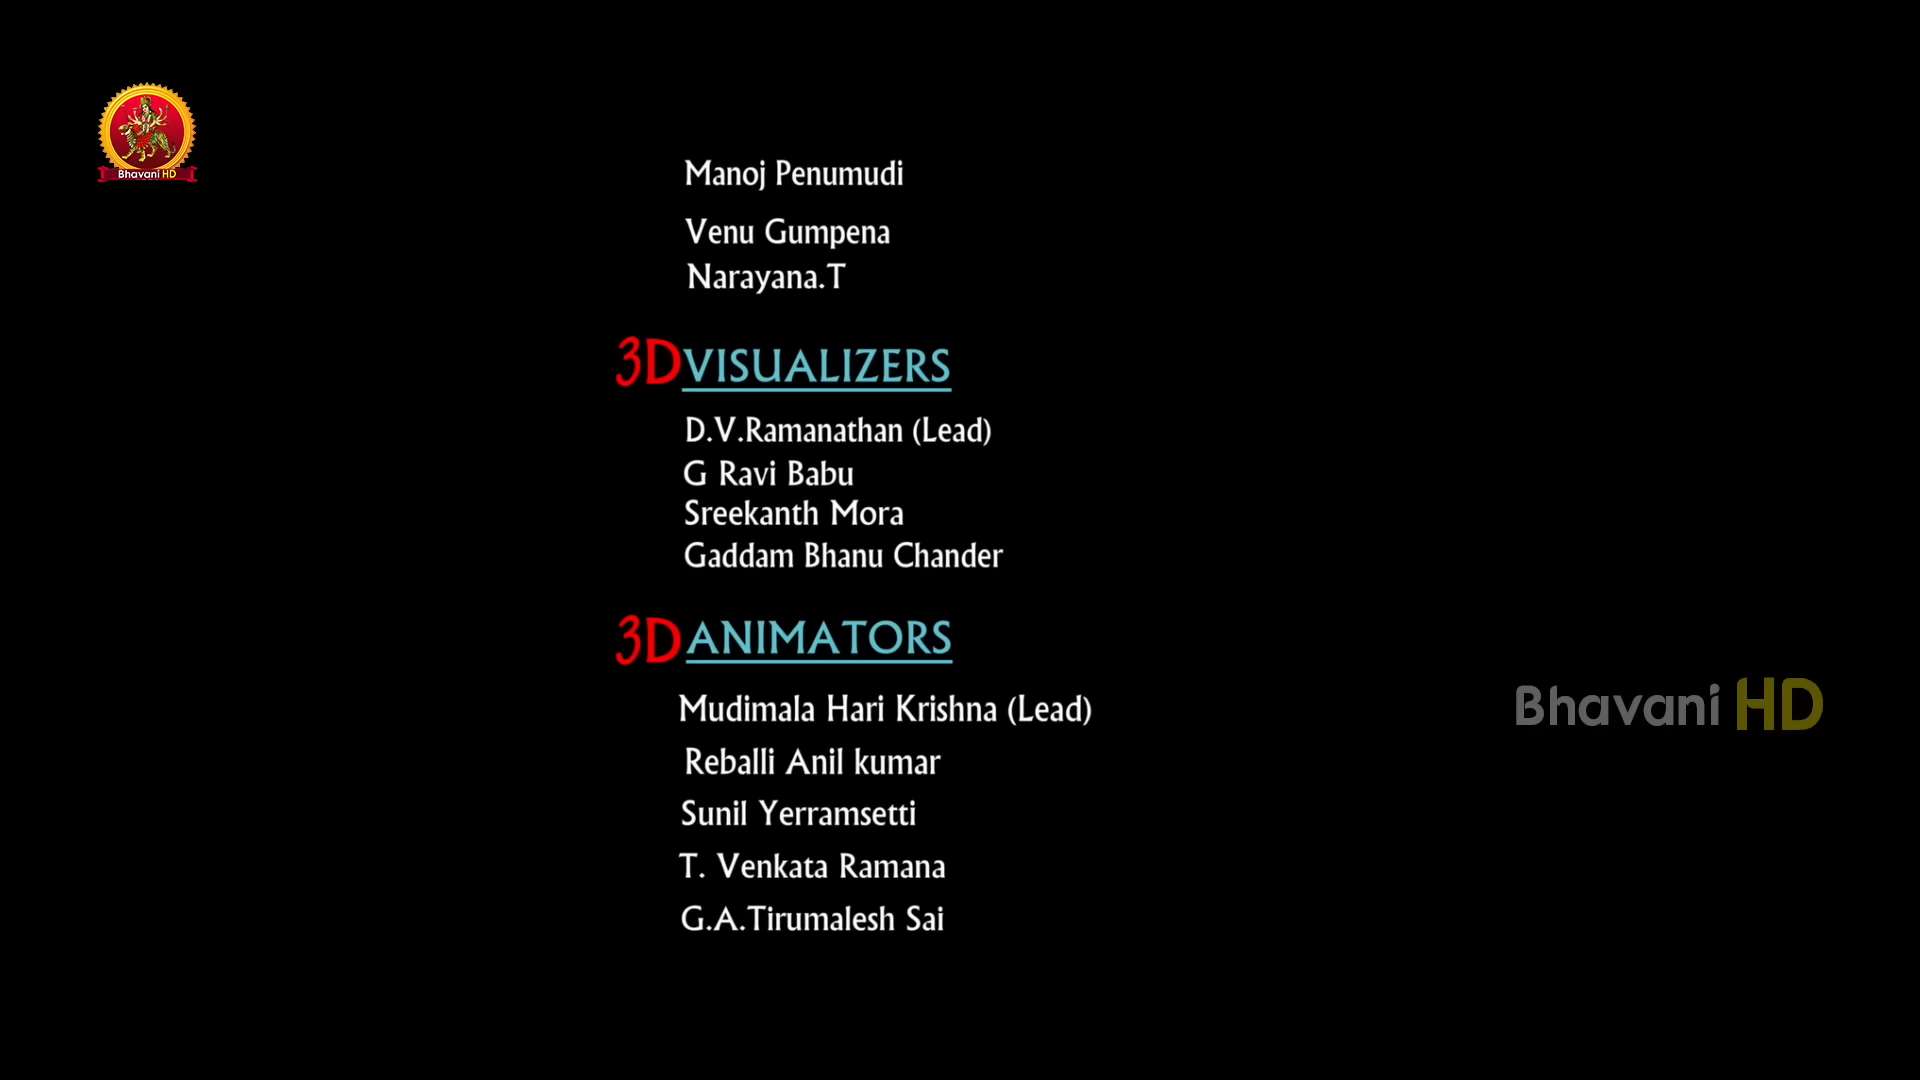 Bhavani HD
Manoj Penumudi
Venu Gumpena
Narayana.T
3D VISUALIZERS
D.V.Ramanathan (Lead)
G Ravi Babu
Sreekanth Mora
Gaddam Bhanu Chander
3D ANIMATORS
Mudimala Hari Krishna (Lead)
Bhavani HD
Reballi Anil kumar
Sunil Yerramsetti
T. Venkata Ramana
G.A.Tirumalesh Sai